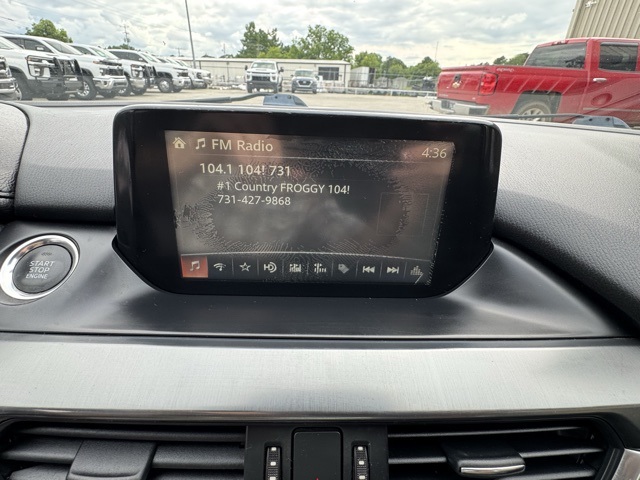 FM Radio 4:36
104.1 104! 731
#1 Country FROGGY 104!
731-427-9868
START
STOP
ENGINE